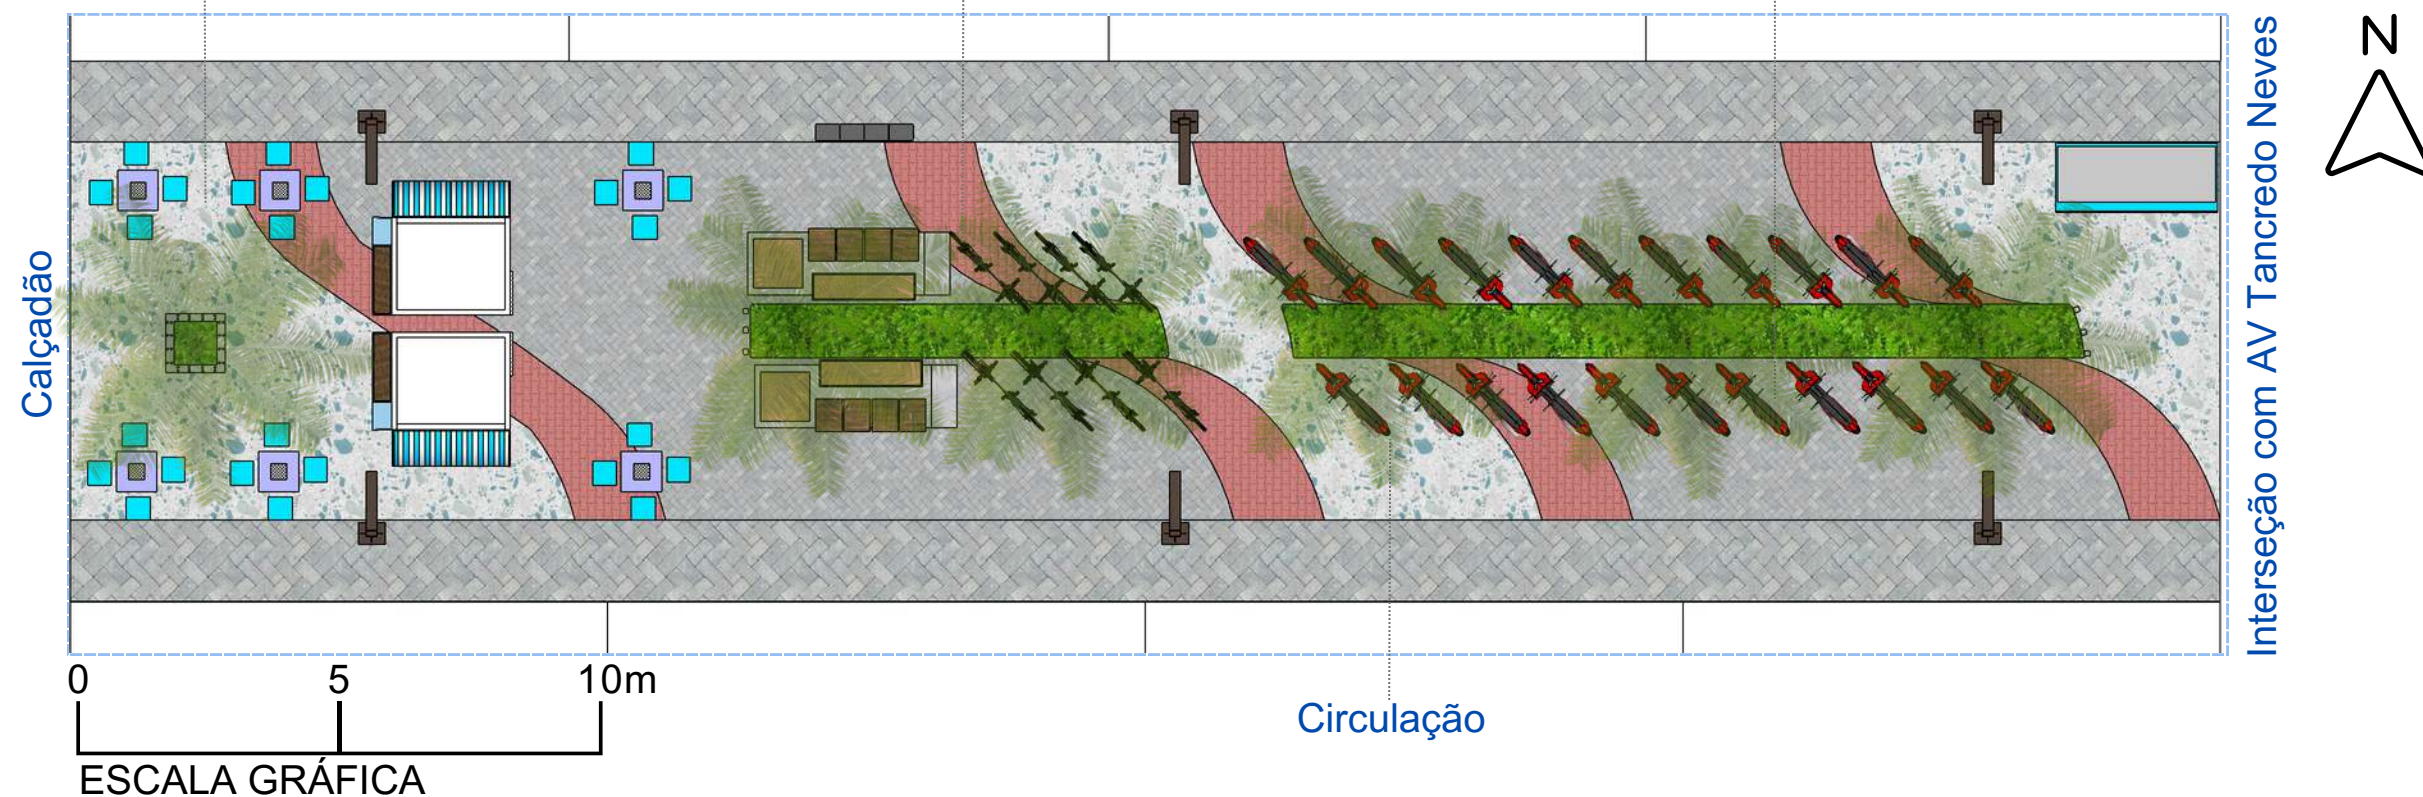 N
Calçadão
Interseção com AV Tancredo Neves
0 5 10m
Circulação
ESCALA GRÁFICA